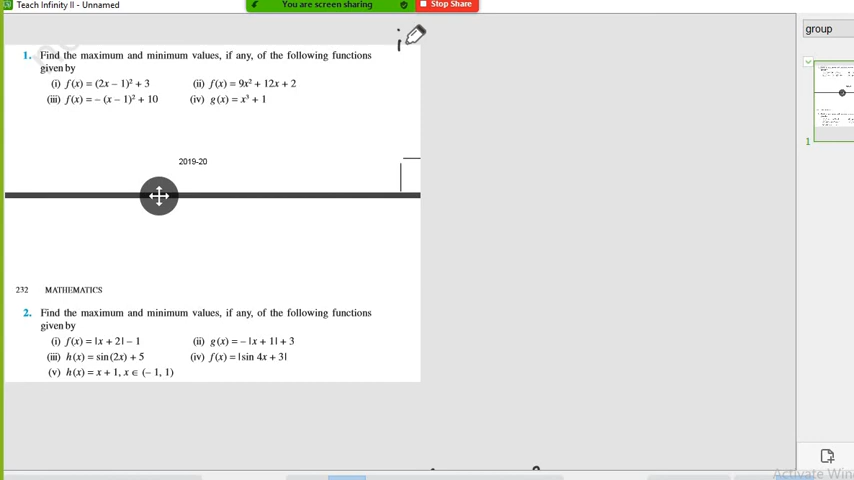 Teach Infinity II - Unnamed
You are screen sharing
Stop Share
group
1. Find the maximum and minimum values, if any, of the following functions
given by
(i) f(x) = (2x – 1)² + 3 (ii) f(x) = 9x² + 12x + 2
(iii) f(x) = – (x – 1)² + 10 (iv) g(x) = x³ + 1
2019-20
1
232 MATHEMATICS
2. Find the maximum and minimum values, if any, of the following functions
given by
(i) f(x) = |x + 2| – 1 (ii) g(x) = – |x + 1| + 3
(iii) h(x) = sin(2x) + 5 (iv) f(x) = |sin 4x + 3|
(v) h(x) = x + 1, x ∈ (– 1, 1)
Activate Win